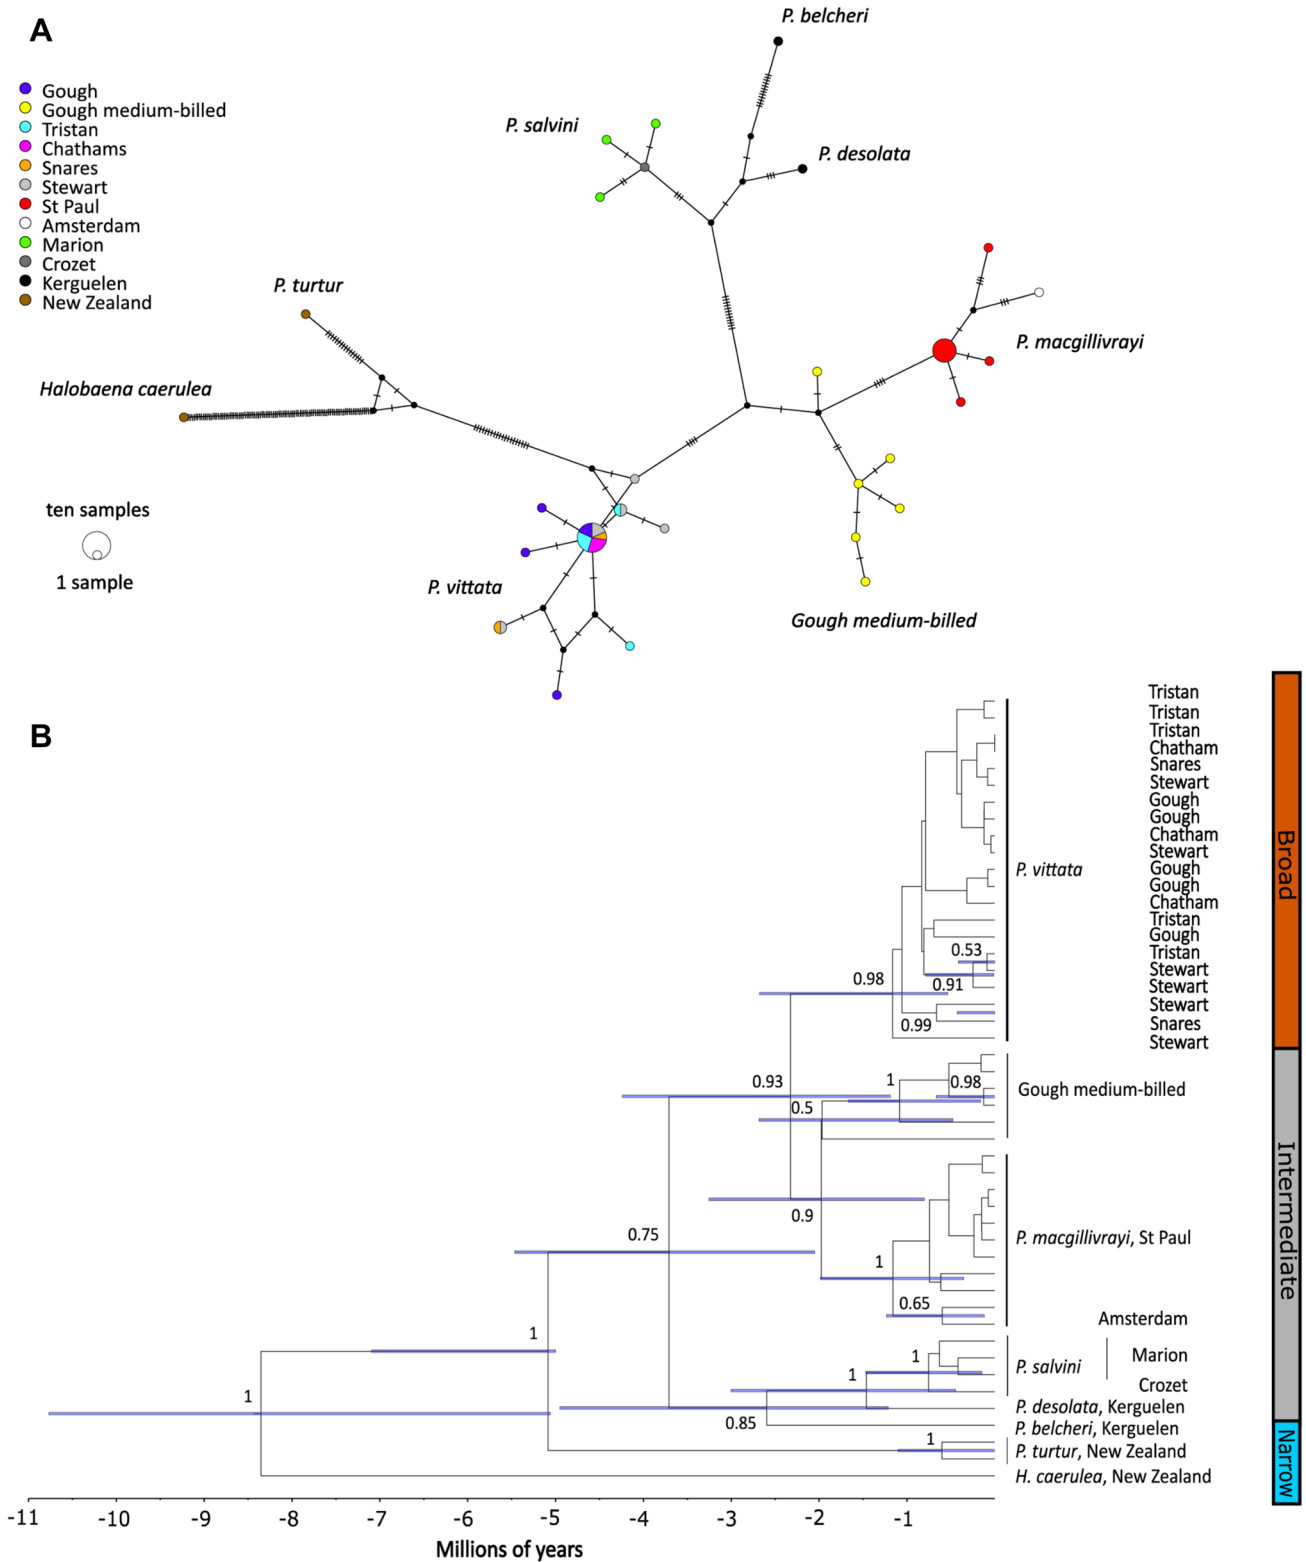 A
P. belcheri
Gough
Gough medium-billed
Tristan
Chathams
Snares
Stewart
St Paul
Amsterdam
Marion
Crozet
Kerguelen
New Zealand
P. salvini
P. desolata
P. turtur
P. macgillivrayi
Halobaena caerulea
ten samples
1 sample
P. vittata
Gough medium-billed
B
Tristan
Tristan
Tristan
Chatham
Snares
Stewart
Gough
Gough
Chatham
Stewart
Gough
Gough
Chatham
Tristan
Gough
Tristan
Stewart
Stewart
Stewart
Snares
Stewart
P. vittata
Broad
0.53
0.91
0.98
0.99
0.93
1
0.98
Gough medium-billed
0.5
0.9
Intermediate
0.75
P. macgillivrayi, St Paul
1
0.65
Amsterdam
1
1
P. salvini
Marion
1
Crozet
1
P. desolata, Kerguelen
0.85
P. belcheri, Kerguelen
1
P. turtur, New Zealand
Narrow
H. caerulea, New Zealand
-11 -10 -9 -8 -7 -6 -5 -4 -3 -2 -1
Millions of years